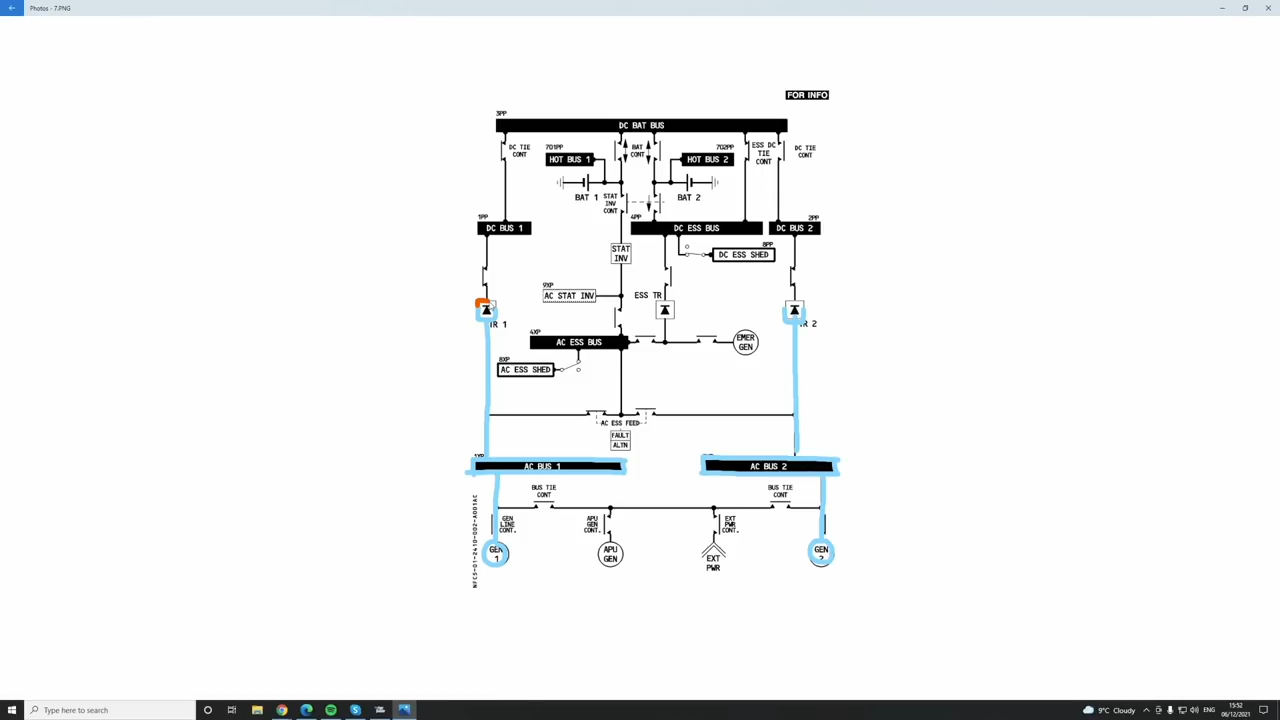 Photos - 7.PNG
FOR INFO
3PP
DC BAT BUS
DC TIE
CONT
701PP
HOT BUS 1
BAT
CONT
702PP
HOT BUS 2
ESS DC
TIE
CONT
DC TIE
CONT
BAT 1
STAT
INV
CONT
BAT 2
1PP
DC BUS 1
4PP
DC ESS BUS
2PP
DC BUS 2
STAT
INV
8PP
DC ESS SHED
9XP
AC STAT INV
ESS TR
TR 1
TR 2
4XP
AC ESS BUS
EMER
GEN
8XP
AC ESS SHED
AC ESS FEED
FAULT
ALTN
1XP
AC BUS 1
AC BUS 2
BUS TIE
CONT
BUS TIE
CONT
GEN
LINE
CONT.
APU
GEN
CONT.
EXT
PWR
CONT.
GEN
1
APU
GEN
EXT
PWR
GEN
2
NFC5-01-2410-002-A001AC
Type here to search
9°C Cloudy
ENG
15:52
06/12/2021